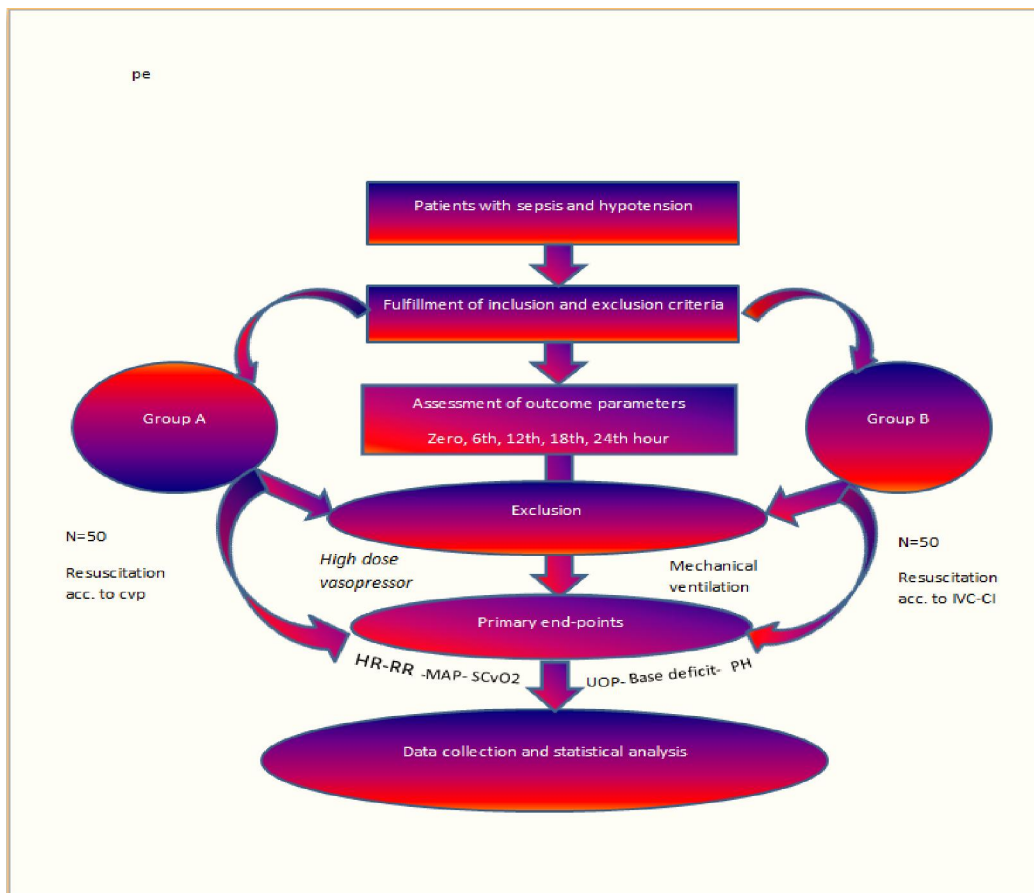 pe
Patients with sepsis and hypotension
Fulfillment of inclusion and exclusion criteria
Group A
Assessment of outcome parameters
Zero, 6th, 12th, 18th, 24th hour
Group B
Exclusion
N=50
Resuscitation
acc. to cvp
High dose
vasopressor
Mechanical
ventilation
N=50
Resuscitation
acc. to IVC-CI
Primary end-points
HR-RR -MAP- SCvO2
UOP- Base deficit- PH
Data collection and statistical analysis